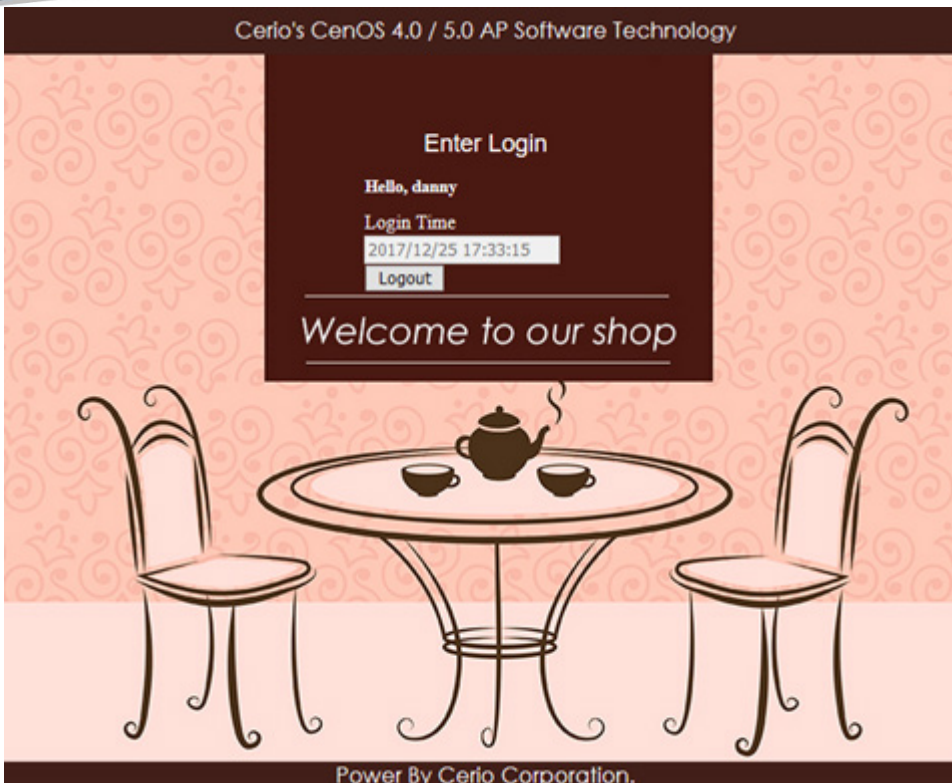 Cerio's CenOS 4.0 / 5.0 AP Software Technology
Enter Login
Hello, danny
Login Time
2017/12/25 17:33:15
Logout
Welcome to our shop
Power By Cerio Corporation.